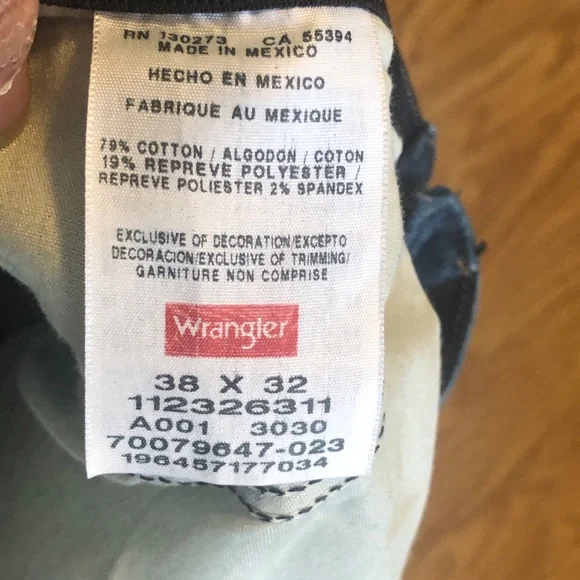 RN 130273 CA 55394
MADE IN MEXICO
HECHO EN MEXICO
FABRIQUE AU MEXIQUE
79% COTTON / ALGODON / COTON
19% REPREVE POLYESTER /
REPREVE POLIESTER 2% SPANDEX
EXCLUSIVE OF DECORATION/EXCEPTO
DECORACION/EXCLUSIVE OF TRIMMING/
GARNITURE NON COMPRISE
Wrangler
38 X 32
112326311
A001 3030
70079647-023
196457177034